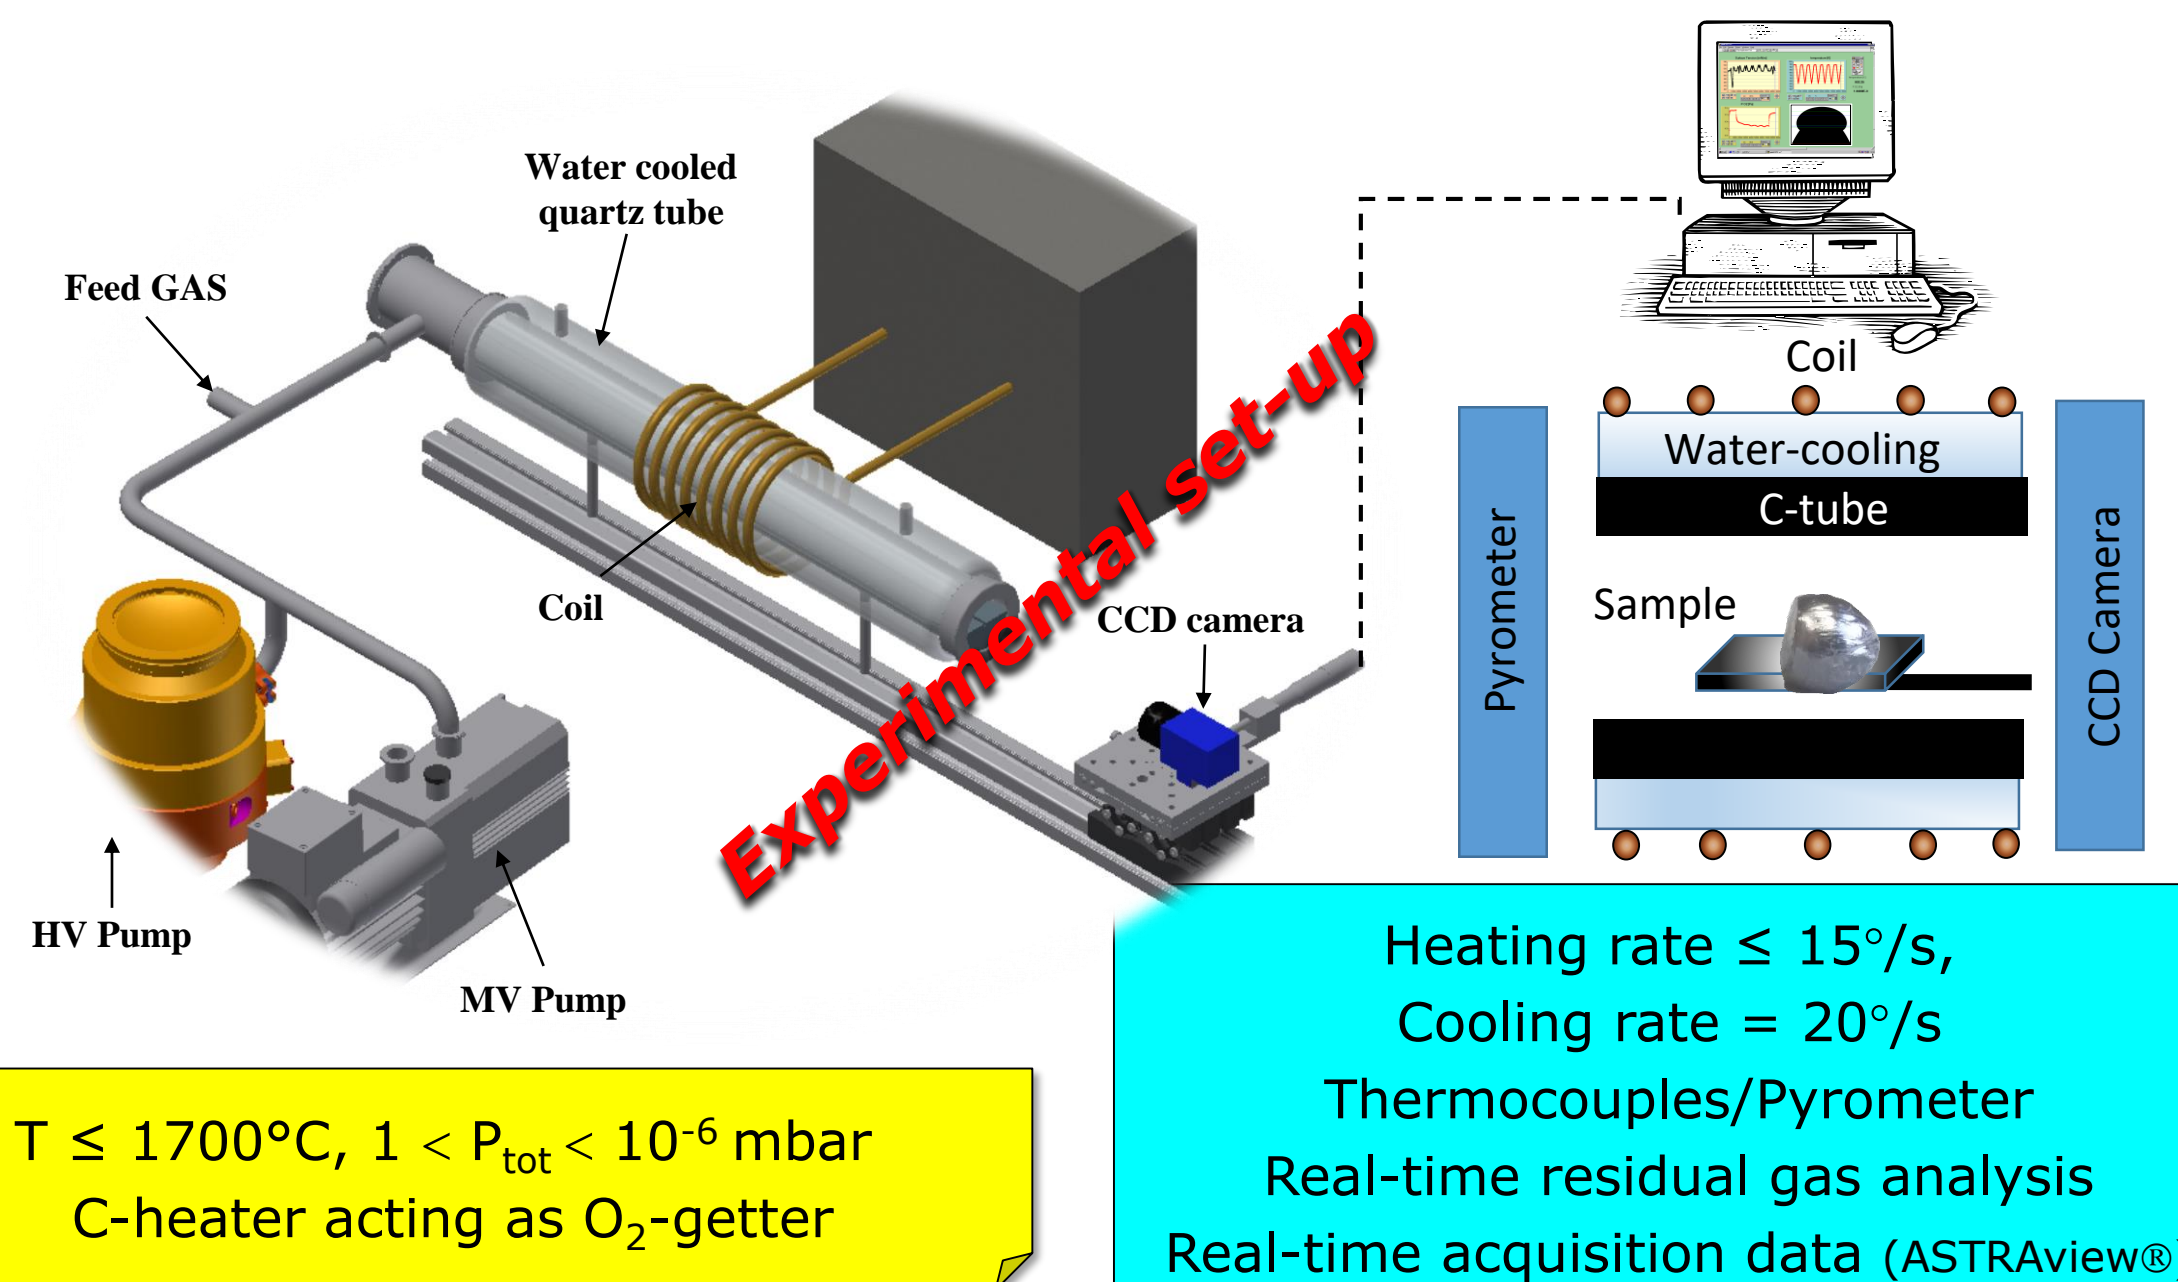 Water cooled
quartz tube
Feed GAS
Coil
CCD camera
HV Pump
MV Pump
Experimental set-up
Coil
Water-cooling
C-tube
Pyrometer
Sample
CCD Camera
T ≤ 1700°C, 1 < Ptot < 10⁻⁶ mbar
C-heater acting as O₂-getter
Heating rate ≤ 15°/s,
Cooling rate = 20°/s
Thermocouples/Pyrometer
Real-time residual gas analysis
Real-time acquisition data (ASTRAview®)